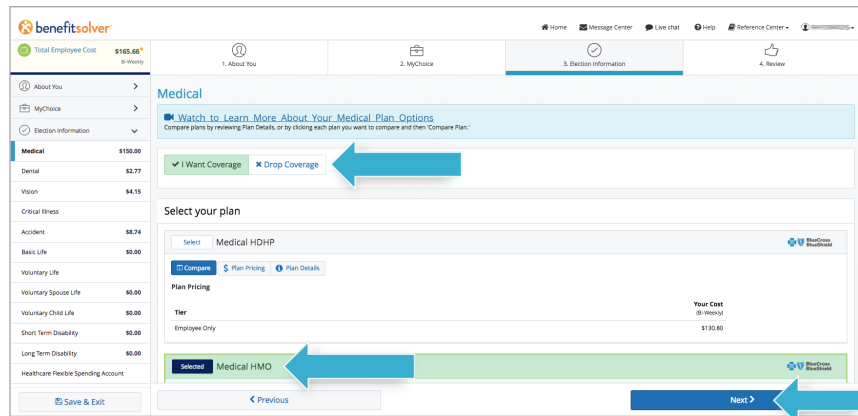 benefitsolver
Home Message Center Live chat Help Reference Center
Total Employee Cost $165.66
Bi-Weekly
1. About You
2. MyChoice
3. Election Information
4. Review
About You
MyChoice
Election Information
Medical $150.00
Dental $2.77
Vision $4.15
Critical Illness
Accident $8.74
Basic Life $0.00
Voluntary Life
Voluntary Spouse Life $0.00
Voluntary Child Life $0.00
Short Term Disability $0.00
Long Term Disability $0.00
Healthcare Flexible Spending Account
Save & Exit
Medical
Watch to Learn More About Your Medical Plan Options
Compare plans by reviewing Plan Details, or by clicking each plan you want to compare and then 'Compare Plan.'
I Want Coverage Drop Coverage
Select your plan
Select Medical HDHP
BlueCross
BlueShield
Compare Plan Pricing Plan Details
Plan Pricing
Tier
Your Cost
(Bi-Weekly)
Employee Only $130.80
Selected Medical HMO
BlueCross
BlueShield
Previous
Next